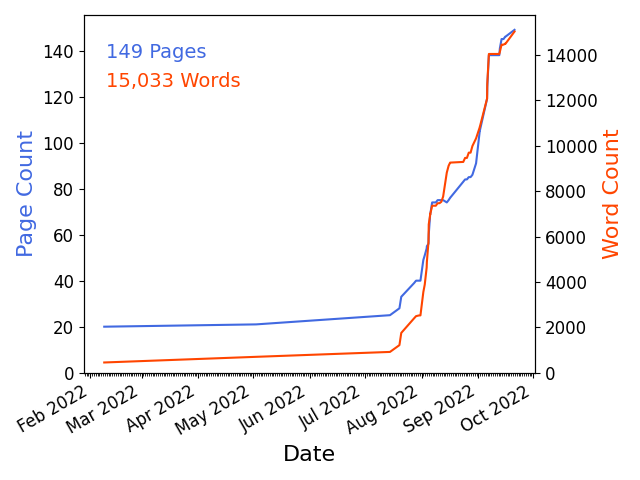 149 Pages
15,033 Words
Page Count
0
20
40
60
80
100
120
140
Word Count
0
2000
4000
6000
8000
10000
12000
14000
Feb 2022
Mar 2022
Apr 2022
May 2022
Jun 2022
Jul 2022
Aug 2022
Sep 2022
Oct 2022
Date